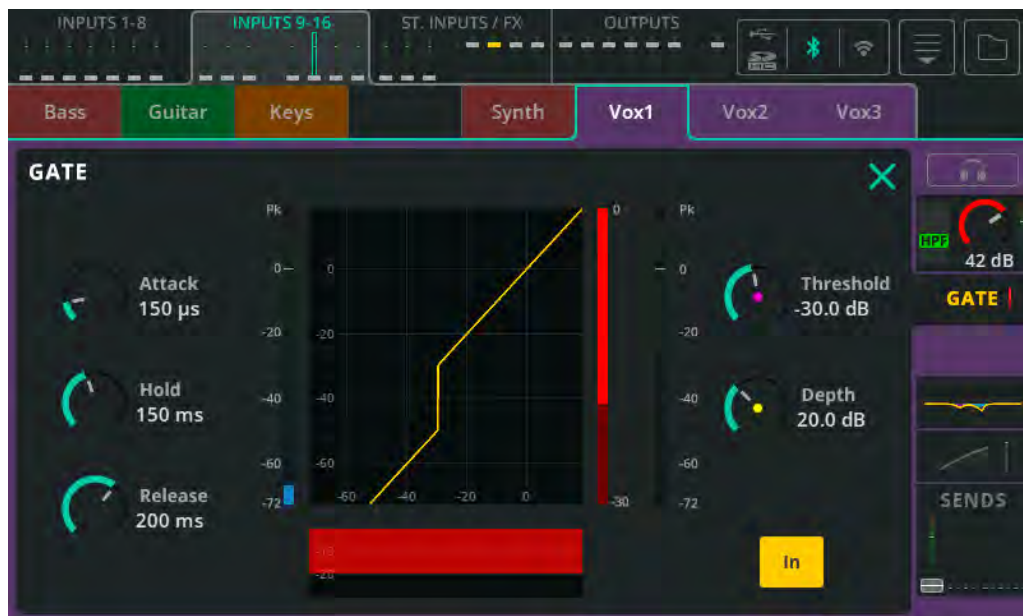 INPUTS 1-8
INPUTS 9-16
ST. INPUTS / FX
OUTPUTS
Bass
Guitar
Keys
Synth
Vox1
Vox2
Vox3
GATE
Attack
150 µs
Hold
150 ms
Release
200 ms
Pk
0
-20
-40
-60
-72
0
-20
-40
-60
-60
-40
-20
0
0
-30
Pk
0
-20
-40
-60
-72
-10
-20
Threshold
-30.0 dB
Depth
20.0 dB
In
HPF
42 dB
GATE
SENDS